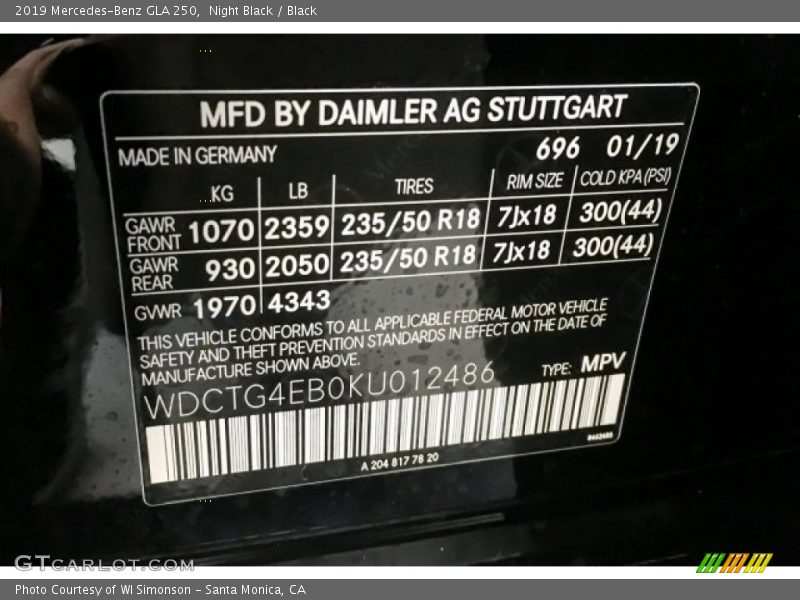 2019 Mercedes-Benz GLA 250, Night Black / Black
MFD BY DAIMLER AG STUTTGART
MADE IN GERMANY 696 01/19
KG LB TIRES RIM SIZE COLD KPA(PSI)
GAWR FRONT 1070 2359 235/50 R18 7Jx18 300(44)
GAWR REAR 930 2050 235/50 R18 7Jx18 300(44)
GVWR 1970 4343
THIS VEHICLE CONFORMS TO ALL APPLICABLE FEDERAL MOTOR VEHICLE
SAFETY AND THEFT PREVENTION STANDARDS IN EFFECT ON THE DATE OF
MANUFACTURE SHOWN ABOVE.
WDCTG4EB0KU012486 TYPE: MPV
A 204 817 78 20
GTCARLOT.COM
Photo Courtesy of WI Simonson - Santa Monica, CA